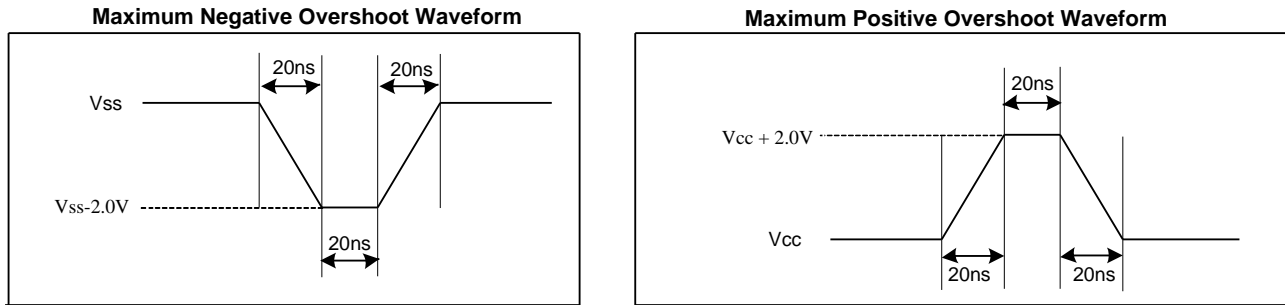 Maximum Negative Overshoot Waveform
20ns
20ns
Vss
Vss-2.0V
20ns
Maximum Positive Overshoot Waveform
20ns
Vcc + 2.0V
Vcc
20ns
20ns